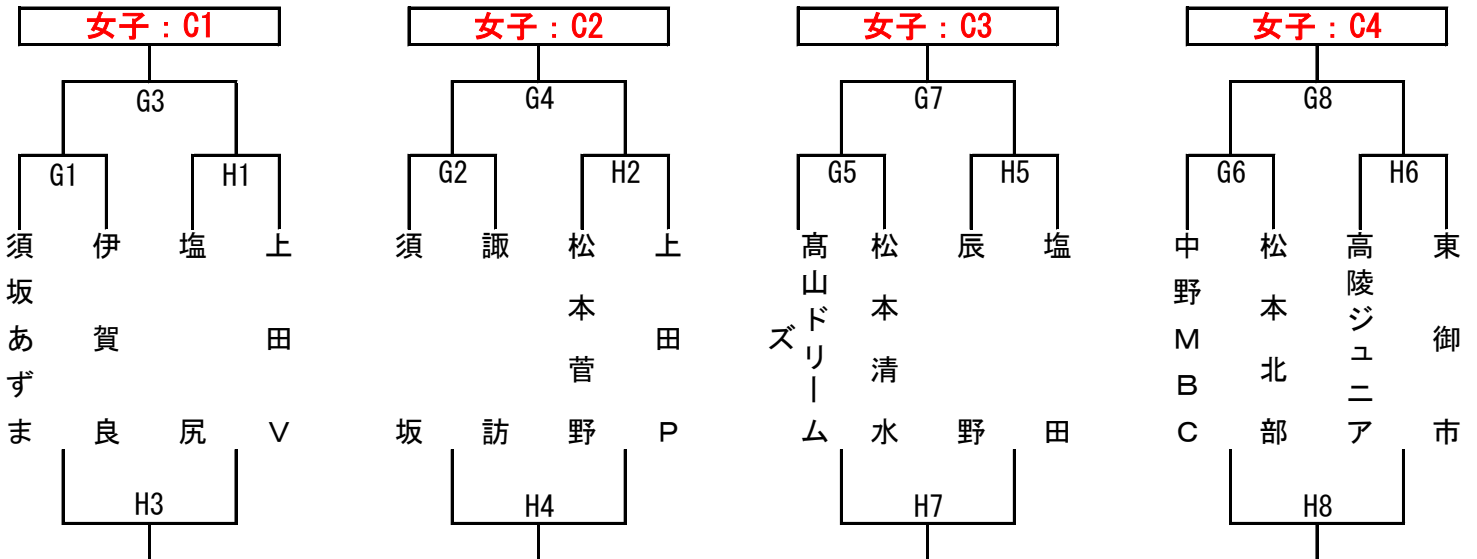 女子：C1
女子：C2
女子：C3
女子：C4
G3
G4
G7
G8
G1
H1
G2
H2
G5
H5
G6
H6
須坂あずま
伊賀良
塩尻
上田V
須坂
諏訪
松本菅野
上田P
髙山ドリームズ
松本清水
辰野
塩田
中野MBC
松本北部
高陵ジュニア
東御市
H3
H4
H7
H8